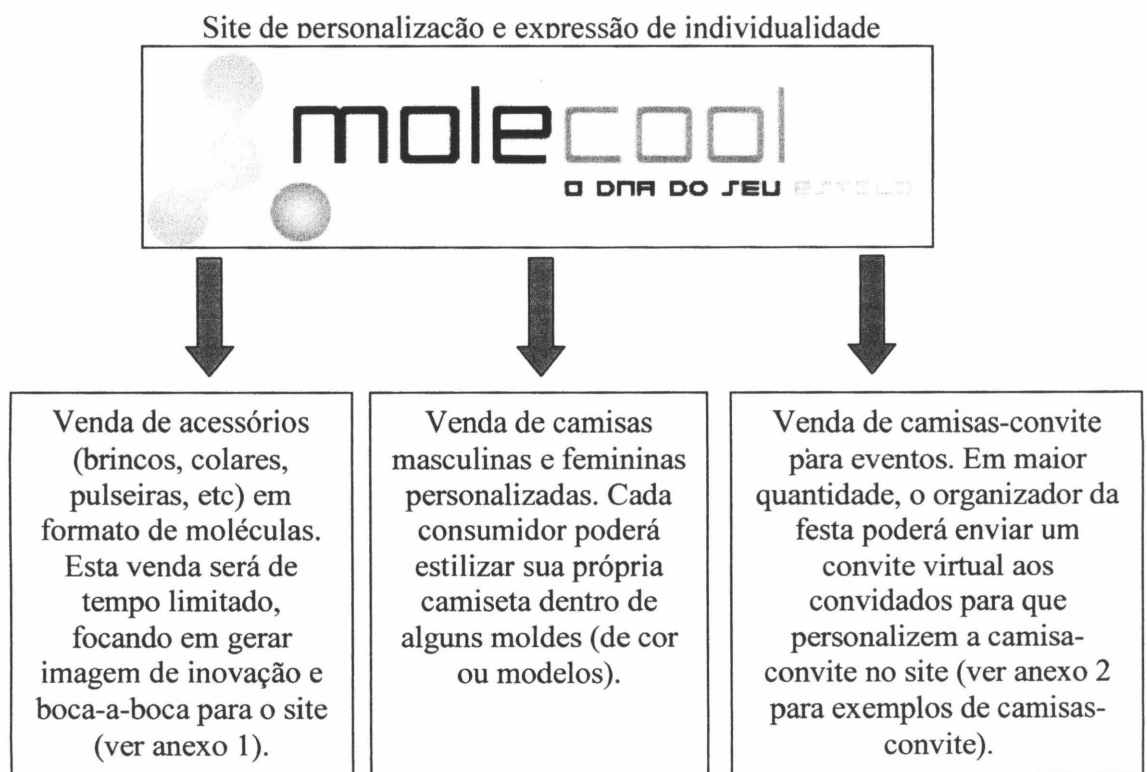 Site de personalização e expressão de individualidade
molecool
O DNA DO SEU ESTILO
Venda de acessórios
(brincos, colares,
pulseiras, etc) em
formato de moléculas.
Esta venda será de
tempo limitado,
focando em gerar
imagem de inovação e
boca-a-boca para o site
(ver anexo 1).
Venda de camisas
masculinas e femininas
personalizadas. Cada
consumidor poderá
estilizar sua própria
camiseta dentro de
alguns moldes (de cor
ou modelos).
Venda de camisas-convite
para eventos. Em maior
quantidade, o organizador da
festa poderá enviar um
convite virtual aos
convidados para que
personalizem a camisa-
convite no site (ver anexo 2
para exemplos de camisas-
convite).